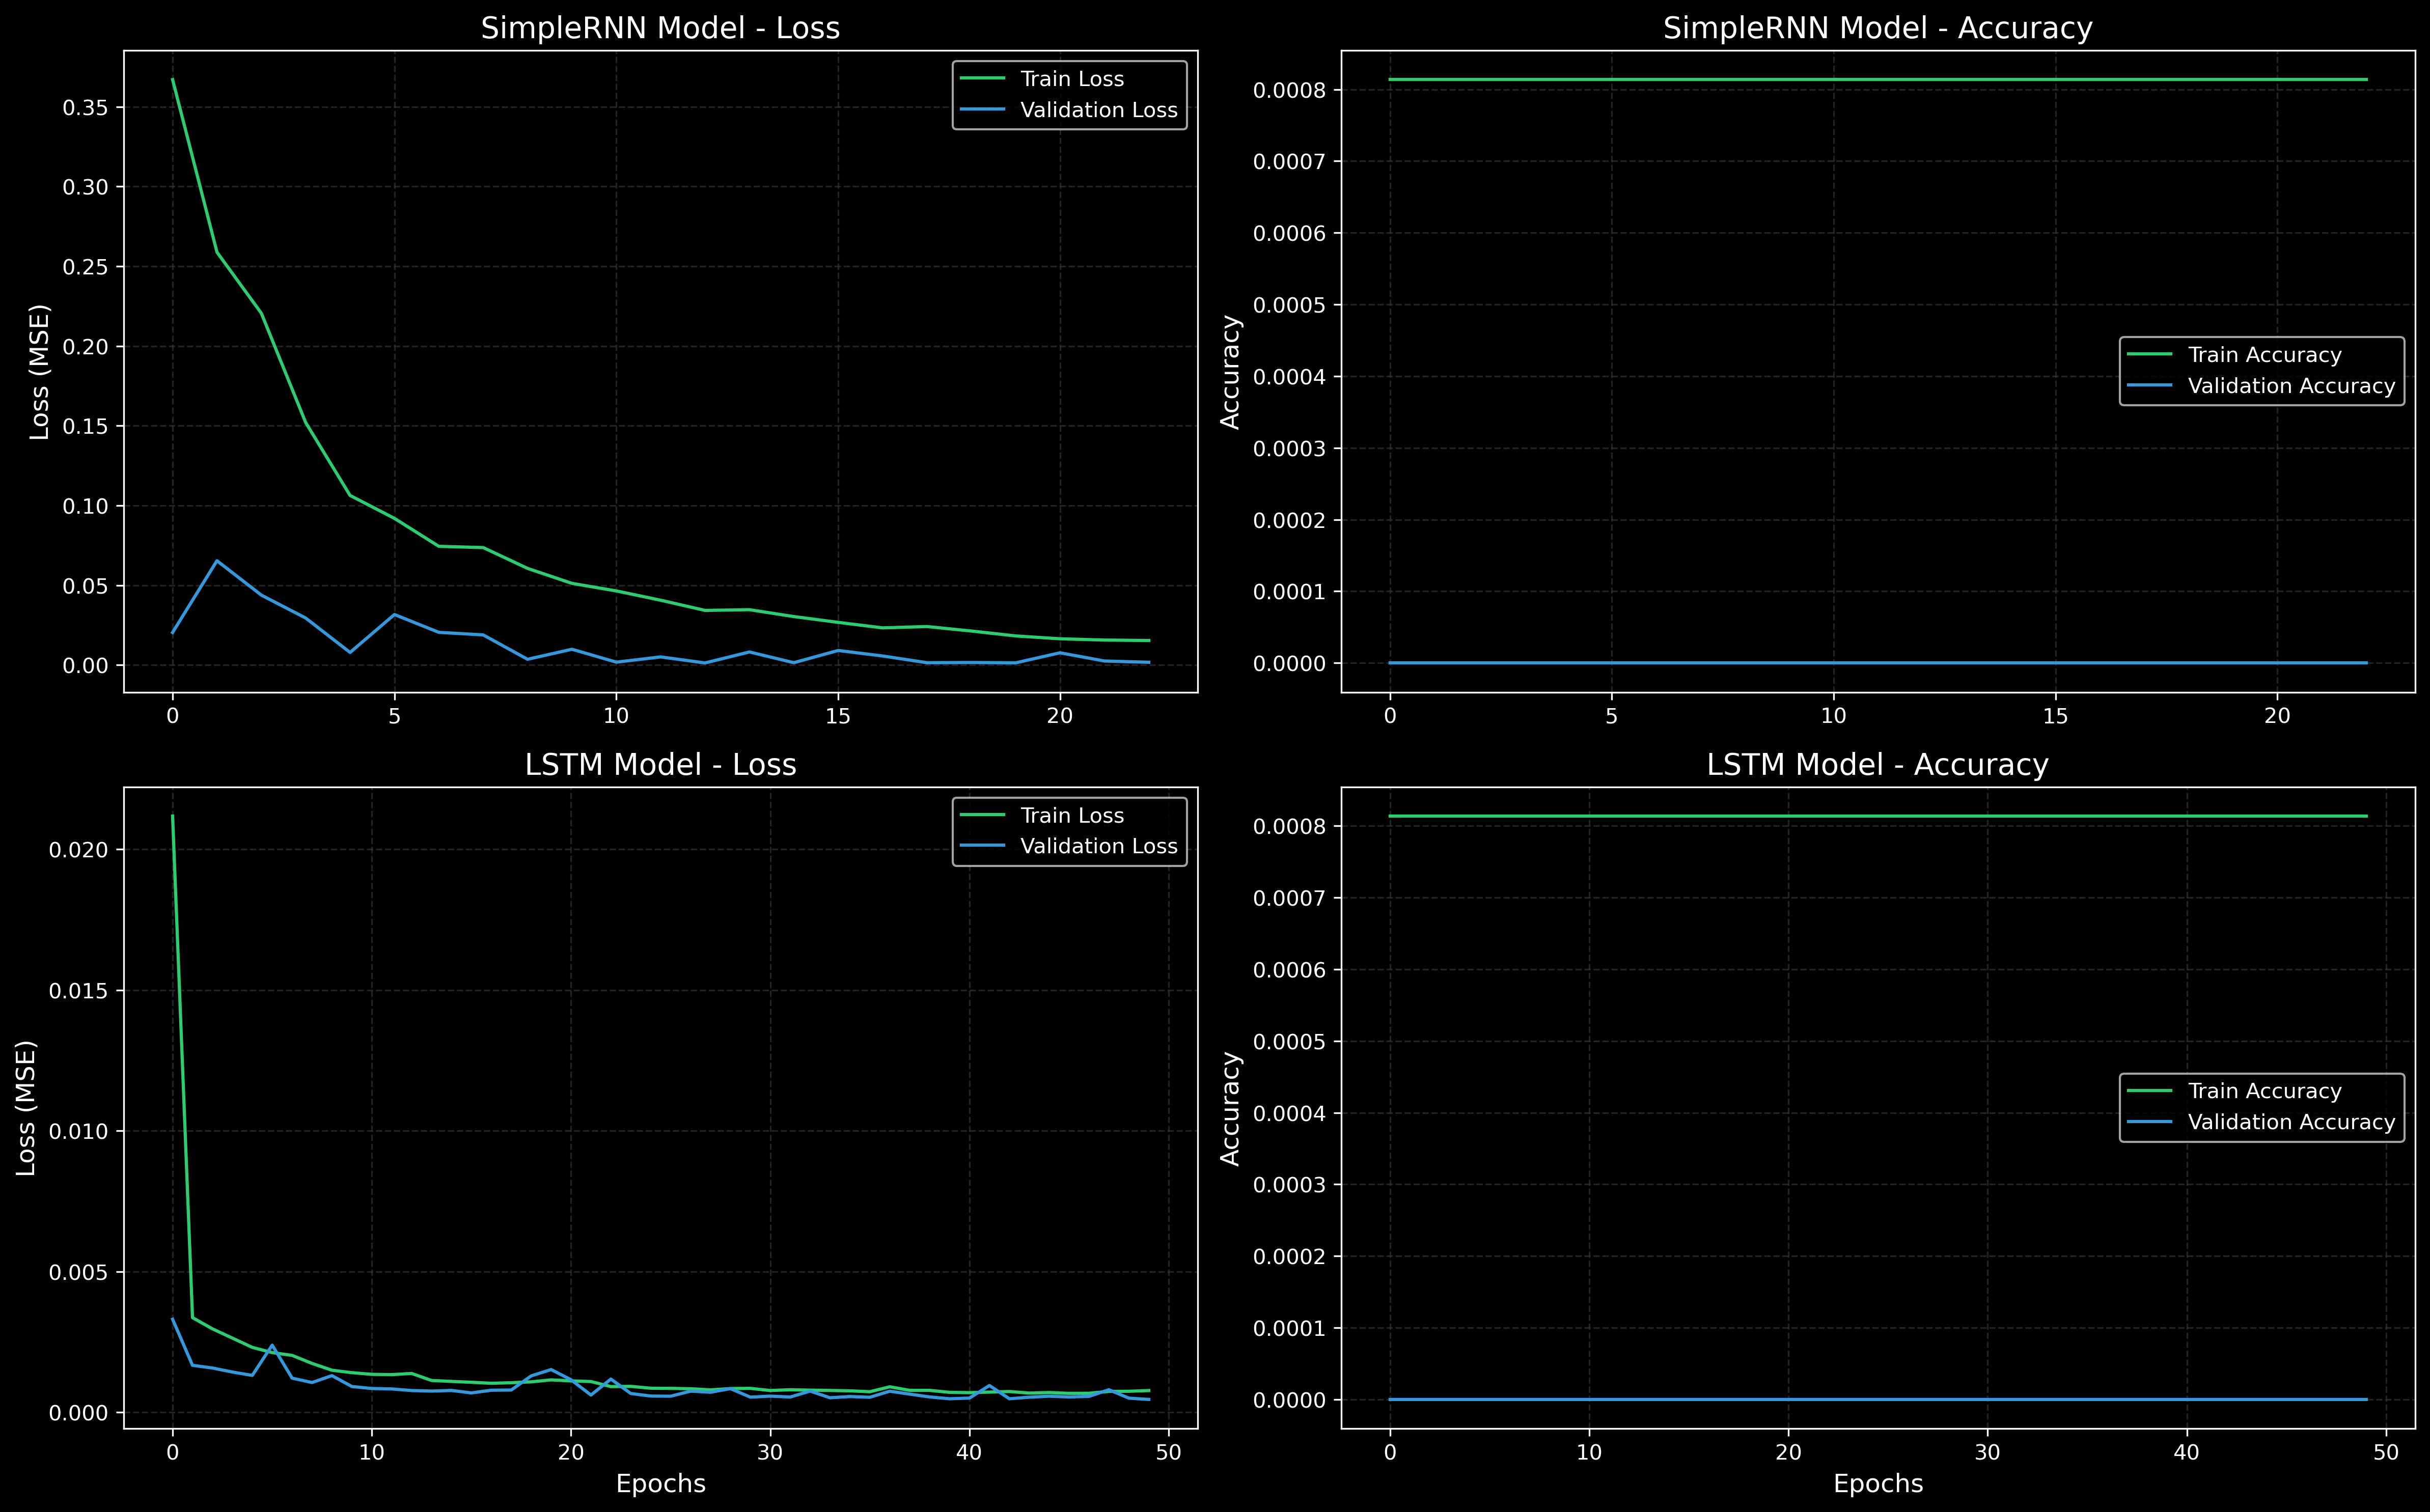 SimpleRNN Model - Loss
Loss (MSE)
0.35
0.30
0.25
0.20
0.15
0.10
0.05
0.00
0 5 10 15 20
Train Loss
Validation Loss
SimpleRNN Model - Accuracy
Accuracy
0.0008
0.0007
0.0006
0.0005
0.0004
0.0003
0.0002
0.0001
0.0000
0 5 10 15 20
Train Accuracy
Validation Accuracy
LSTM Model - Loss
Loss (MSE)
0.020
0.015
0.010
0.005
0.000
0 10 20 30 40 50
Epochs
Train Loss
Validation Loss
LSTM Model - Accuracy
Accuracy
0.0008
0.0007
0.0006
0.0005
0.0004
0.0003
0.0002
0.0001
0.0000
0 10 20 30 40 50
Epochs
Train Accuracy
Validation Accuracy